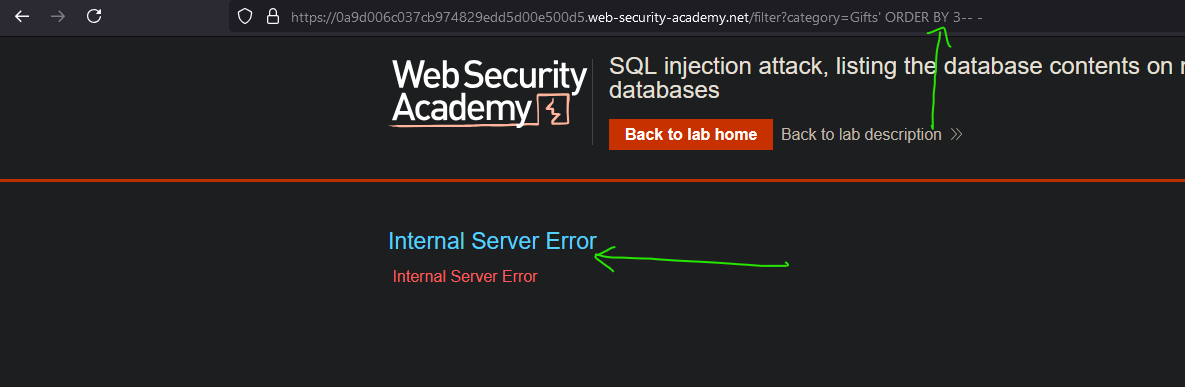 https://0a9d006c037cb974829edd5d00e500d5.web-security-academy.net/filter?category=Gifts' ORDER BY 3-- -
Web Security
Academy
SQL injection attack, listing the database contents on
databases
Back to lab home
Back to lab description
Internal Server Error
Internal Server Error